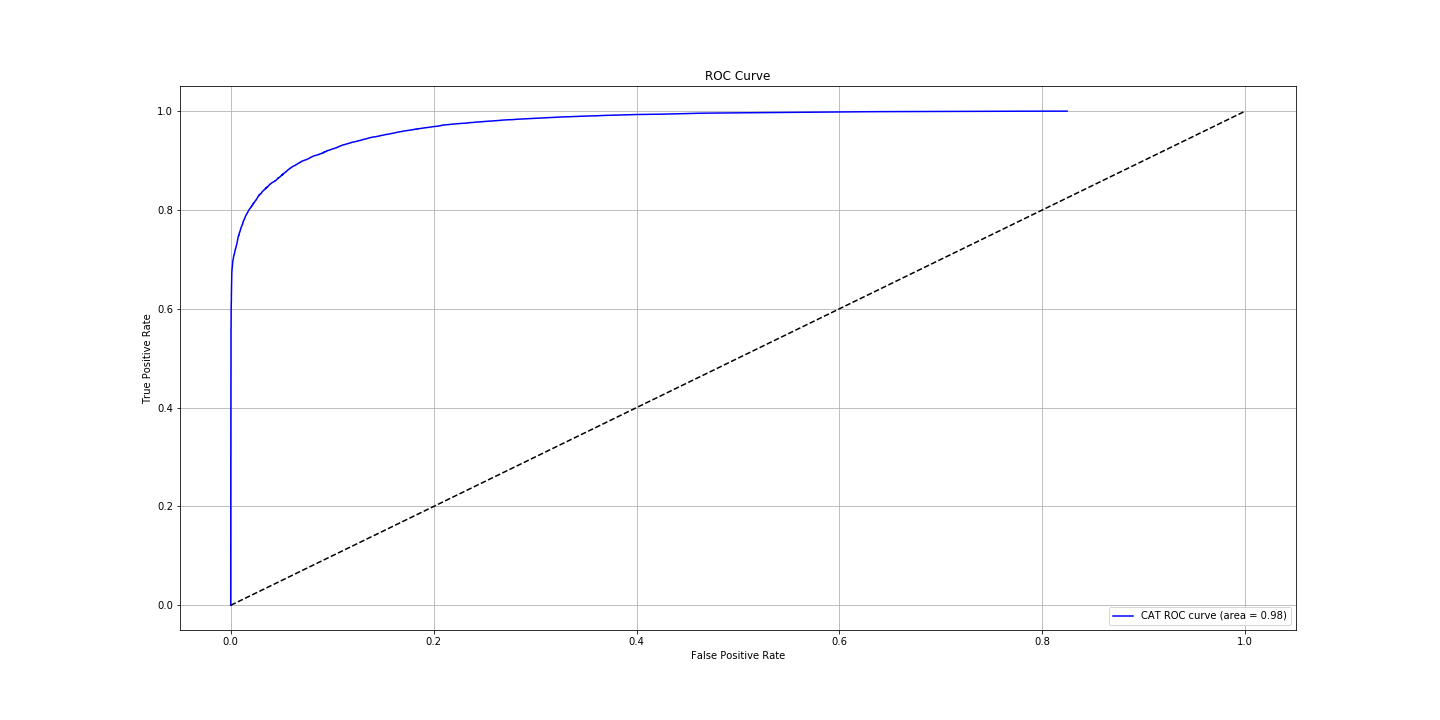 ROC Curve
True Positive Rate
1.0
0.8
0.6
0.4
0.2
0.0
CAT ROC curve (area = 0.98)
0.0 0.2 0.4 0.6 0.8 1.0
False Positive Rate